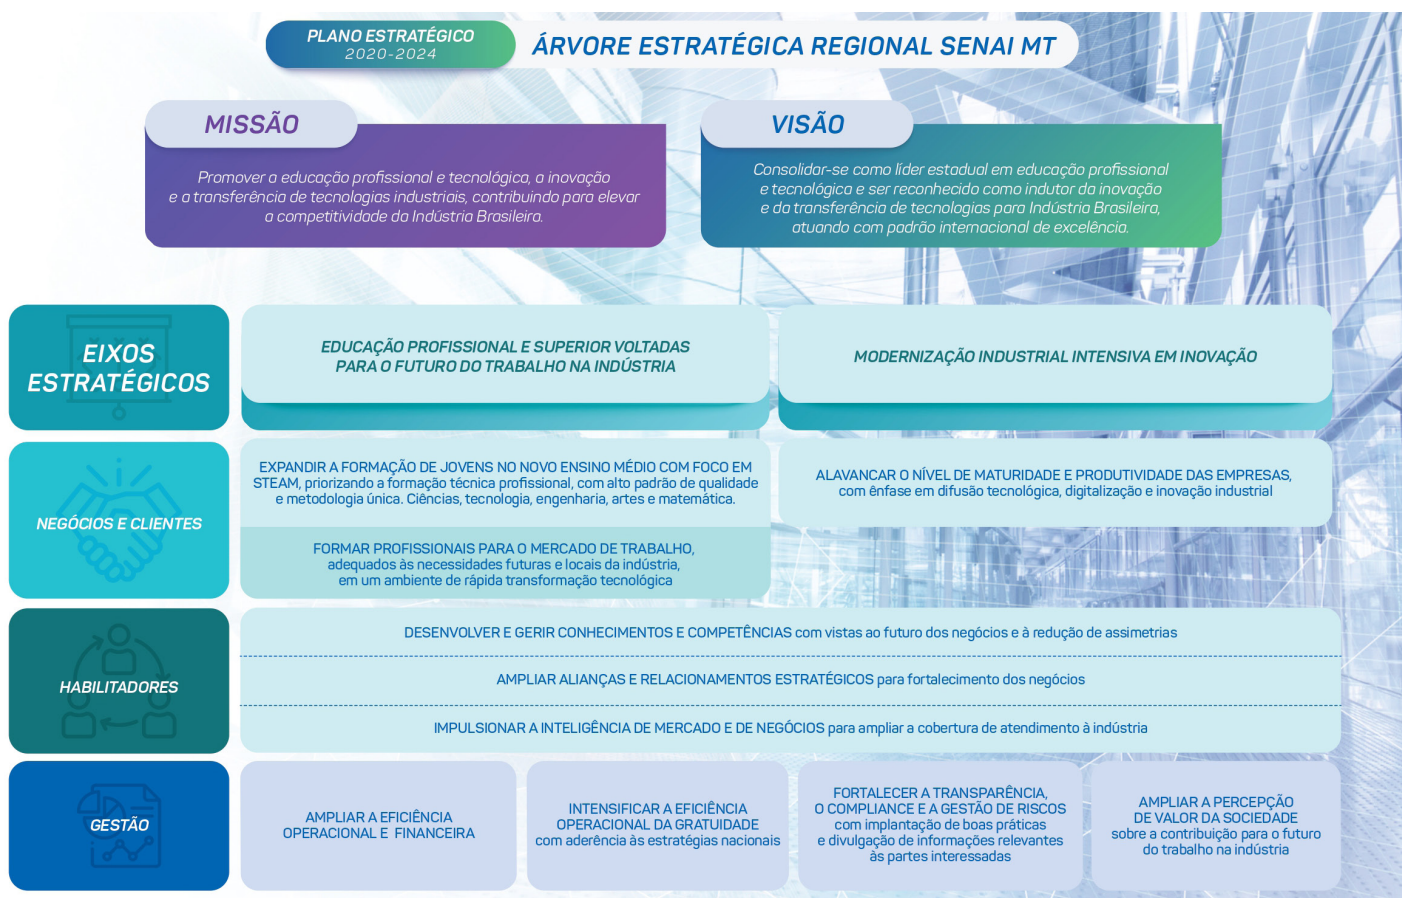 PLANO ESTRATÉGICO
2020-2024
ÁRVORE ESTRATÉGICA REGIONAL SENAI MT
MISSÃO
Promover a educação profissional e tecnológica, a inovação
e a transferência de tecnologias industriais, contribuindo para elevar
a competitividade da Indústria Brasileira.
VISÃO
Consolidar-se como líder estadual em educação profissional
e tecnológica e ser reconhecido como indutor da inovação
e da transferência de tecnologias para Indústria Brasileira,
atuando com padrão internacional de excelência.
EIXOS
ESTRATÉGICOS
EDUCAÇÃO PROFISSIONAL E SUPERIOR VOLTADAS
PARA O FUTURO DO TRABALHO NA INDÚSTRIA
MODERNIZAÇÃO INDUSTRIAL INTENSIVA EM INOVAÇÃO
NEGÓCIOS E CLIENTES
EXPANDIR A FORMAÇÃO DE JOVENS NO NOVO ENSINO MÉDIO COM FOCO EM
STEAM, priorizando a formação técnica profissional, com alto padrão de qualidade
e metodologia única. Ciências, tecnologia, engenharia, artes e matemática.
FORMAR PROFISSIONAIS PARA O MERCADO DE TRABALHO,
adequados às necessidades futuras e locais da indústria,
em um ambiente de rápida transformação tecnológica
ALAVANCAR O NÍVEL DE MATURIDADE E PRODUTIVIDADE DAS EMPRESAS,
com ênfase em difusão tecnológica, digitalização e inovação industrial
HABILITADORES
DESENVOLVER E GERIR CONHECIMENTOS E COMPETÊNCIAS com vistas ao futuro dos negócios e à redução de assimetrias
AMPLIAR ALIANÇAS E RELACIONAMENTOS ESTRATÉGICOS para fortalecimento dos negócios
IMPULSIONAR A INTELIGÊNCIA DE MERCADO E DE NEGÓCIOS para ampliar a cobertura de atendimento à indústria
GESTÃO
AMPLIAR A EFICIÊNCIA
OPERACIONAL E FINANCEIRA
INTENSIFICAR A EFICIÊNCIA
OPERACIONAL DA GRATUIDADE
com aderência às estratégias nacionais
FORTALECER A TRANSPARÊNCIA,
O COMPLIANCE E A GESTÃO DE RISCOS
com implantação de boas práticas
e divulgação de informações relevantes
às partes interessadas
AMPLIAR A PERCEPÇÃO
DE VALOR DA SOCIEDADE
sobre a contribuição para o futuro
do trabalho na indústria